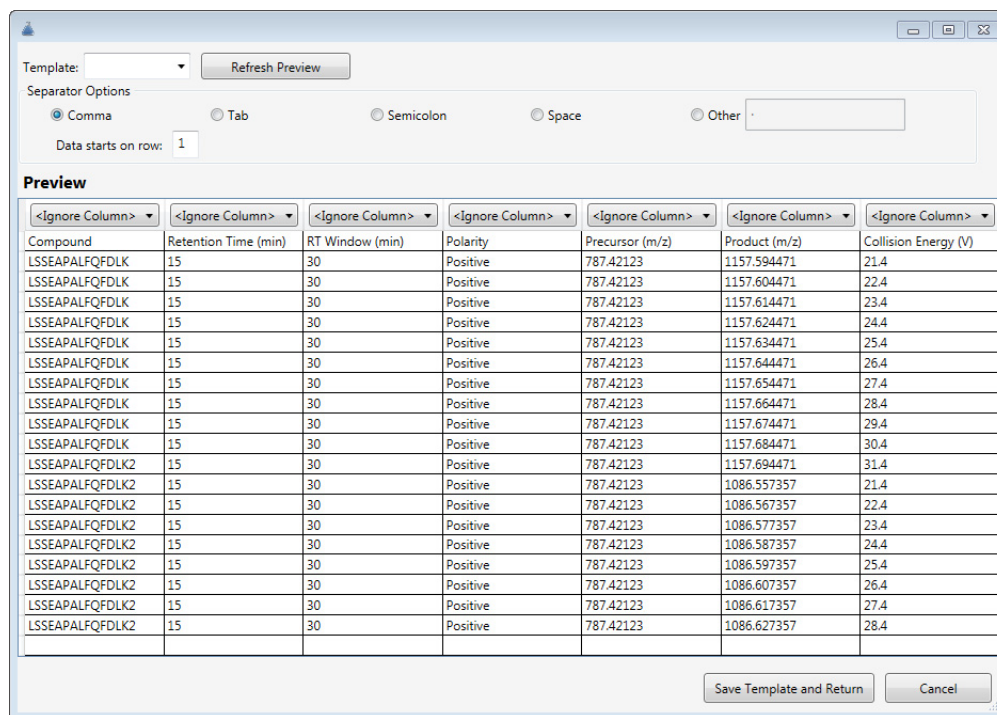 Template: Refresh Preview
Separator Options
Comma Tab Semicolon Space Other
Data starts on row: 1
Preview
<Ignore Column> <Ignore Column> <Ignore Column> <Ignore Column> <Ignore Column> <Ignore Column> <Ignore Column>
Compound Retention Time (min) RT Window (min) Polarity Precursor (m/z) Product (m/z) Collision Energy (V)
LSSEAPALFQFDLK 15 30 Positive 787.42123 1157.594471 21.4
LSSEAPALFQFDLK 15 30 Positive 787.42123 1157.604471 22.4
LSSEAPALFQFDLK 15 30 Positive 787.42123 1157.614471 23.4
LSSEAPALFQFDLK 15 30 Positive 787.42123 1157.624471 24.4
LSSEAPALFQFDLK 15 30 Positive 787.42123 1157.634471 25.4
LSSEAPALFQFDLK 15 30 Positive 787.42123 1157.644471 26.4
LSSEAPALFQFDLK 15 30 Positive 787.42123 1157.654471 27.4
LSSEAPALFQFDLK 15 30 Positive 787.42123 1157.664471 28.4
LSSEAPALFQFDLK 15 30 Positive 787.42123 1157.674471 29.4
LSSEAPALFQFDLK 15 30 Positive 787.42123 1157.684471 30.4
LSSEAPALFQFDLK2 15 30 Positive 787.42123 1157.694471 31.4
LSSEAPALFQFDLK2 15 30 Positive 787.42123 1086.557357 21.4
LSSEAPALFQFDLK2 15 30 Positive 787.42123 1086.567357 22.4
LSSEAPALFQFDLK2 15 30 Positive 787.42123 1086.577357 23.4
LSSEAPALFQFDLK2 15 30 Positive 787.42123 1086.587357 24.4
LSSEAPALFQFDLK2 15 30 Positive 787.42123 1086.597357 25.4
LSSEAPALFQFDLK2 15 30 Positive 787.42123 1086.607357 26.4
LSSEAPALFQFDLK2 15 30 Positive 787.42123 1086.617357 27.4
LSSEAPALFQFDLK2 15 30 Positive 787.42123 1086.627357 28.4
Save Template and Return Cancel